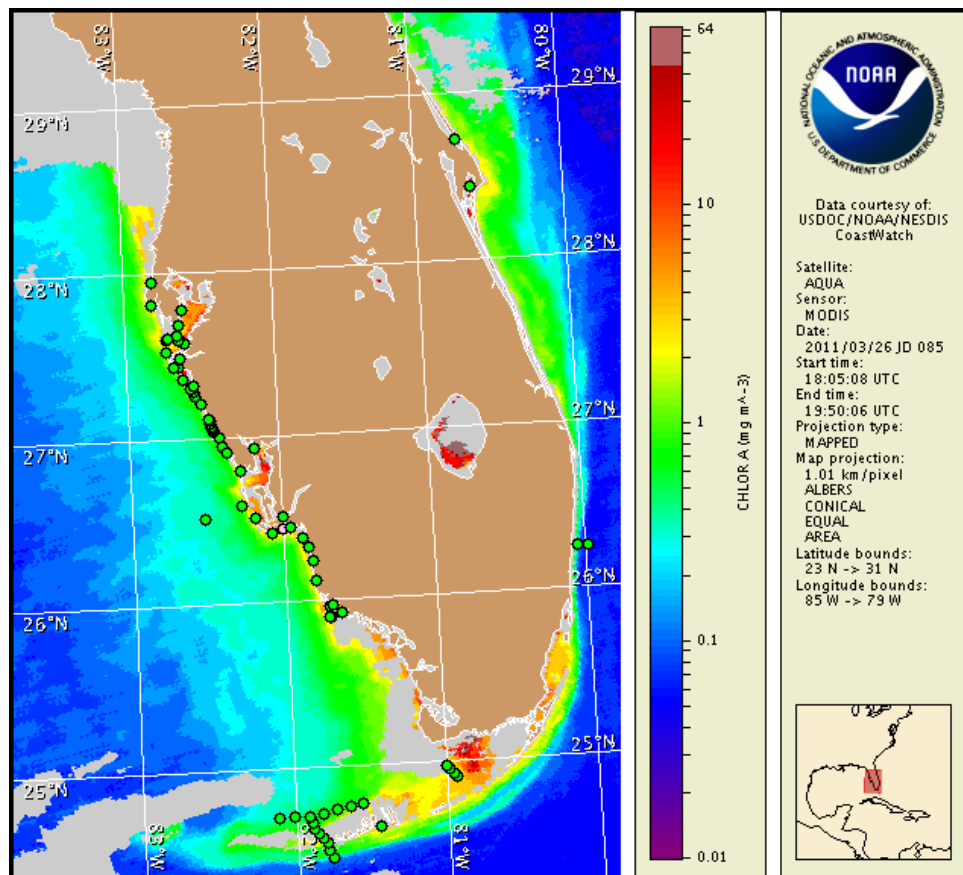 83°W
82°W
81°W
80°W
29°N
29°N
28°N
28°N
27°N
27°N
26°N
26°N
25°N
25°N
83°W
82°W
81°W
64
10
1
0.1
0.01
CHLOR A (mg m^-3)
NATIONAL OCEANIC AND ATMOSPHERIC ADMINISTRATION
NOAA
U.S. DEPARTMENT OF COMMERCE
Data courtesy of:
USDOC/NOAA/NESDIS
CoastWatch
Satellite:
AQUA
Sensor:
MODIS
Date:
2011/03/26 JD 085
Start time:
18:05:08 UTC
End time:
19:50:06 UTC
Projection type:
MAPPED
Map projection:
1.01 km/pixel
ALBERS
CONICAL
EQUAL
AREA
Latitude bounds:
23 N -> 31 N
Longitude bounds:
85 W -> 79 W